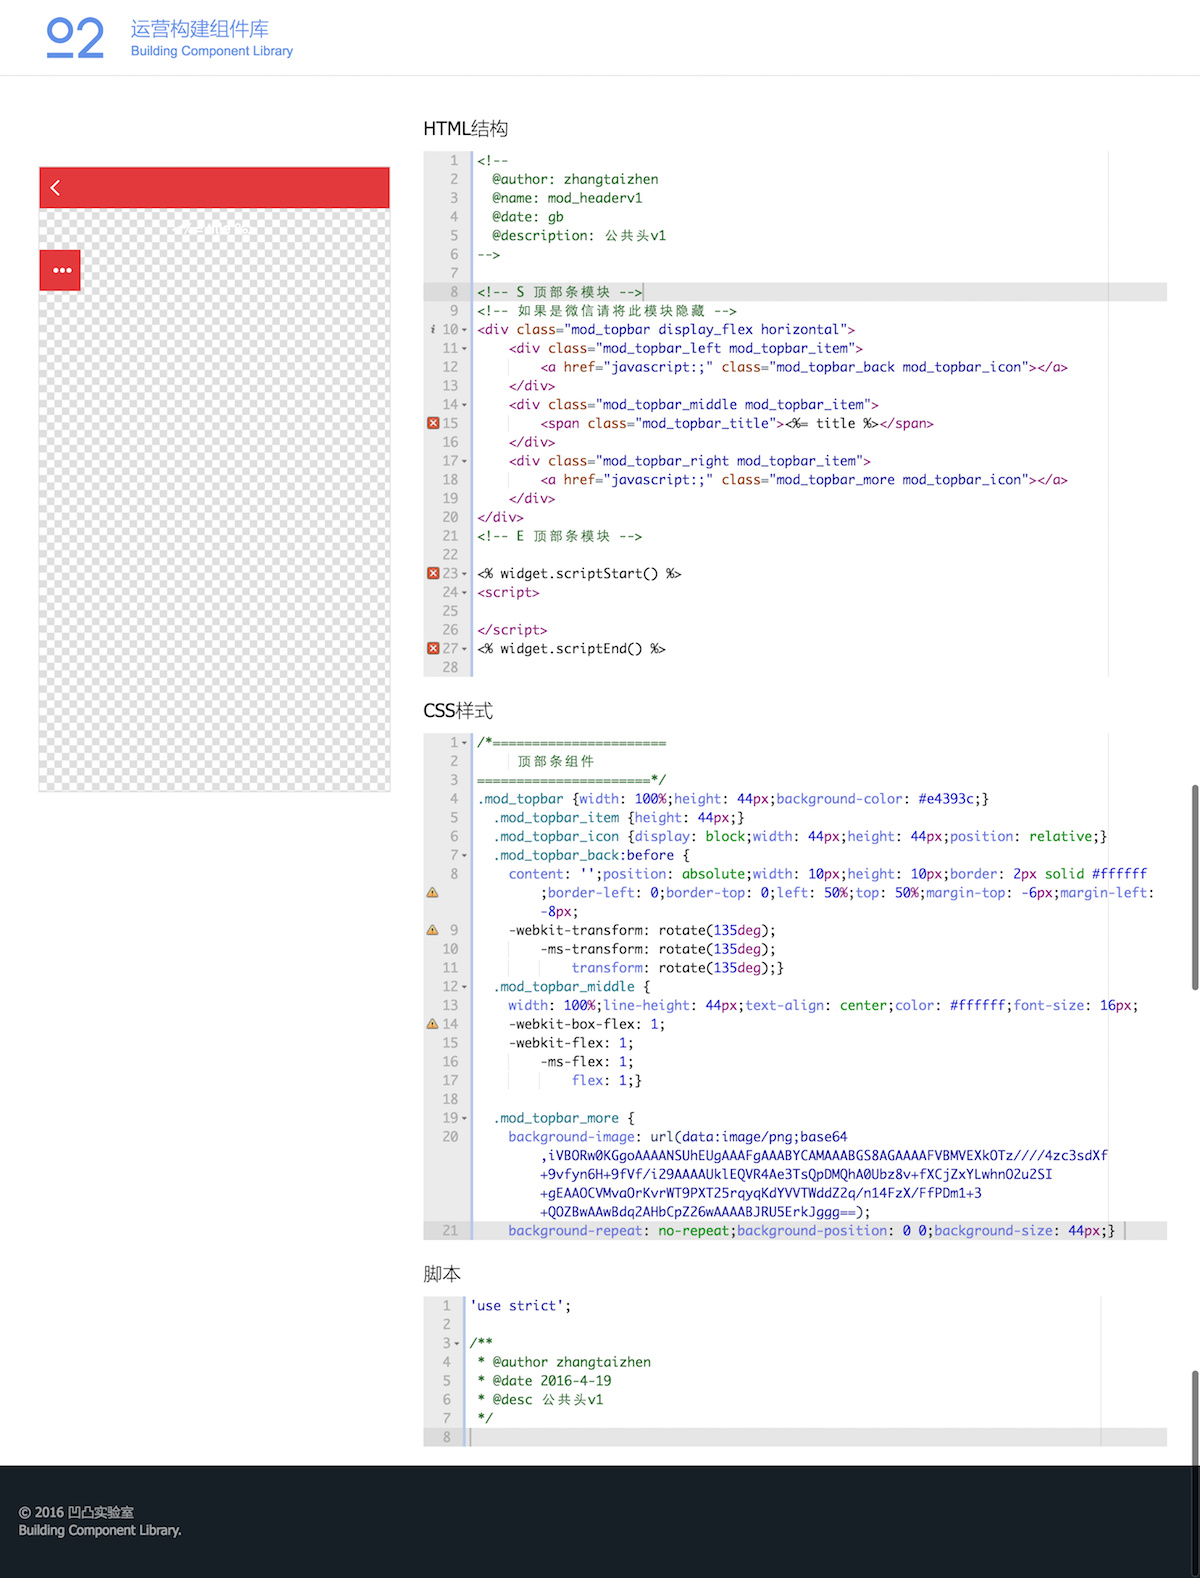 O2
运营构建组件库
Building Component Library
HTML结构
1 <!--
2 @author: zhangtaizhen
3 @name: mod_headerv1
4 @date: gb
5 @description: 公共头v1
6 -->
7
8 <!-- S 顶部条模块 -->
9 <!-- 如果是微信请将此模块隐藏 -->
10 <div class="mod_topbar display_flex horizontal">
11 <div class="mod_topbar_left mod_topbar_item">
12 <a href="javascript:;" class="mod_topbar_back mod_topbar_icon"></a>
13 </div>
14 <div class="mod_topbar_middle mod_topbar_item">
15 <span class="mod_topbar_title"><%= title %></span>
16 </div>
17 <div class="mod_topbar_right mod_topbar_item">
18 <a href="javascript:;" class="mod_topbar_more mod_topbar_icon"></a>
19 </div>
20 </div>
21 <!-- E 顶部条模块 -->
22
23 <% widget.scriptStart() %>
24 <script>
25
26 </script>
27 <% widget.scriptEnd() %>
28
CSS样式
1 /*======================
2 顶部条组件
3 ======================*/
4 .mod_topbar {width: 100%;height: 44px;background-color: #e4393c;}
5 .mod_topbar_item {height: 44px;}
6 .mod_topbar_icon {display: block;width: 44px;height: 44px;position: relative;}
7 .mod_topbar_back:before {
8 content: '';position: absolute;width: 10px;height: 10px;border: 2px solid #ffffff
;border-left: 0;border-top: 0;left: 50%;top: 50%;margin-top: -6px;margin-left:
-8px;
9 -webkit-transform: rotate(135deg);
10 -ms-transform: rotate(135deg);
11 transform: rotate(135deg);}
12 .mod_topbar_middle {
13 width: 100%;line-height: 44px;text-align: center;color: #ffffff;font-size: 16px;
14 -webkit-box-flex: 1;
15 -webkit-flex: 1;
16 -ms-flex: 1;
17 flex: 1;}
18
19 .mod_topbar_more {
20 background-image: url(data:image/png;base64
,iVBORw0KGgoAAAANSUhEUgAAAFgAAABYCAMAAABGS8AGAAAAFVBMVEXkOTz////4zc3sdXf
+9vfyn6H+9fVf/i29AAAAUklEQVR4Ae3TsQpDMQhA0Ubz8v+fXCjZxYLwhnO2u2SI
+gEAAOCVMvaOrKvrWT9PXT25rqyqKdYVVTWddZ2q/n14FzX/FfPDm1+3
+QOZBwAAwBdq2AHbCpZ26wAAAABJRU5ErkJggg==);
21 background-repeat: no-repeat;background-position: 0 0;background-size: 44px;}
脚本
1 'use strict';
2
3 /**
4 * @author zhangtaizhen
5 * @date 2016-4-19
6 * @desc 公共头v1
7 */
8
© 2016 凹凸实验室
Building Component Library.